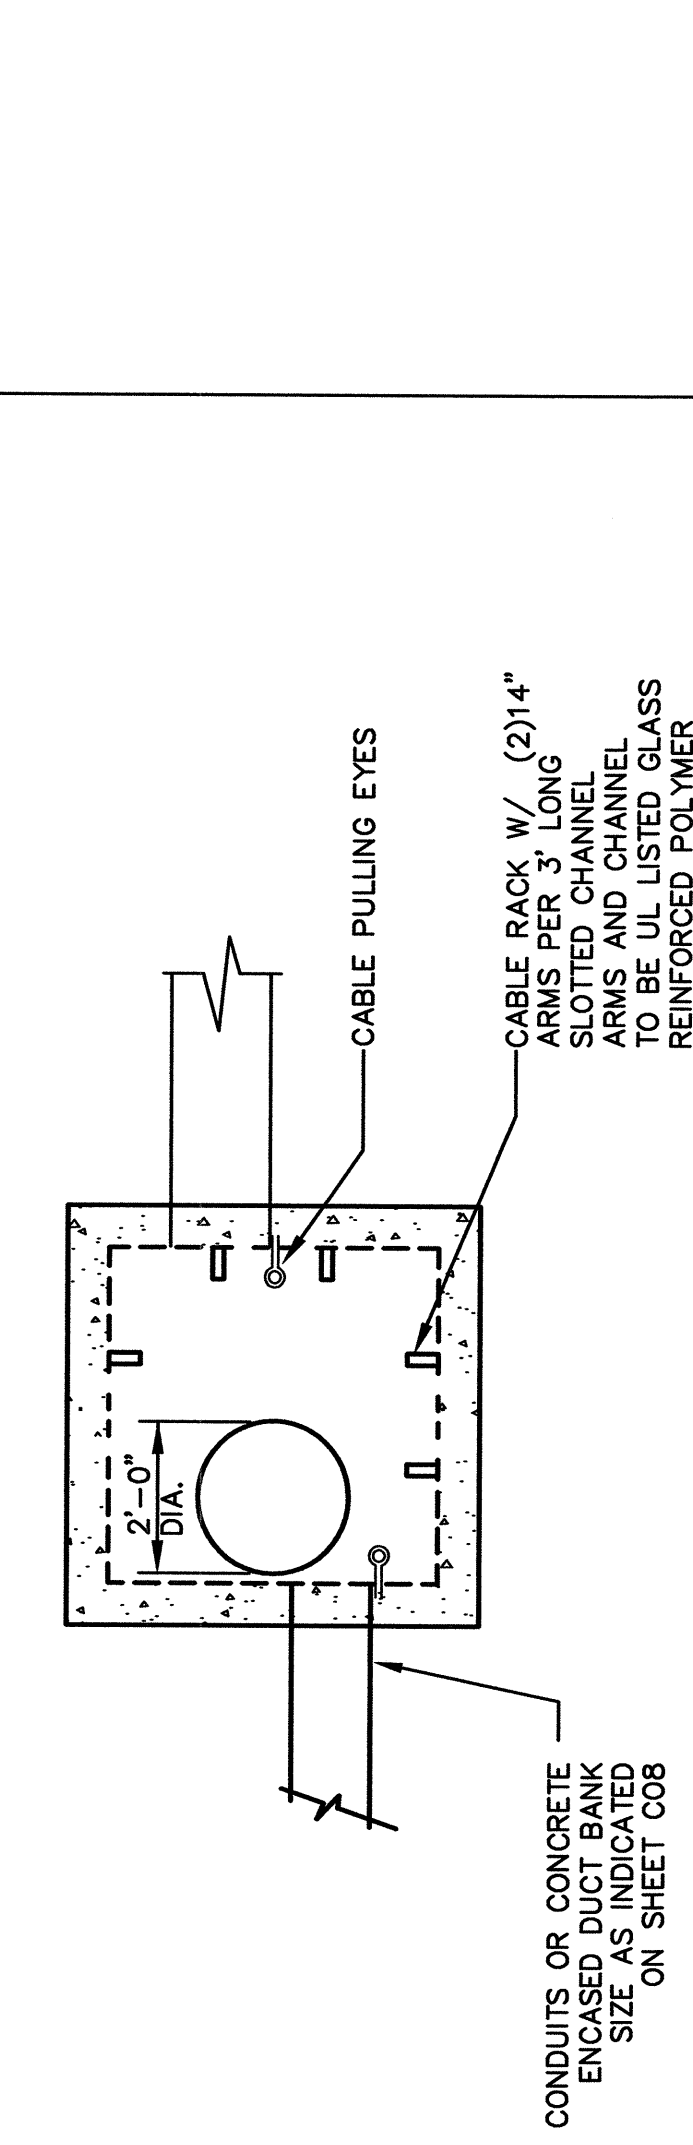 2'-0"
DIA.
CABLE PULLING EYES
CABLE RACK W/ (2)14"
ARMS PER 3' LONG
SLOTTED CHANNEL
ARMS AND CHANNEL
TO BE UL LISTED GLASS
REINFORCED POLYMER
CONDUITS OR CONCRETE
ENCASED DUCT BANK
SIZE AS INDICATED
ON SHEET C08